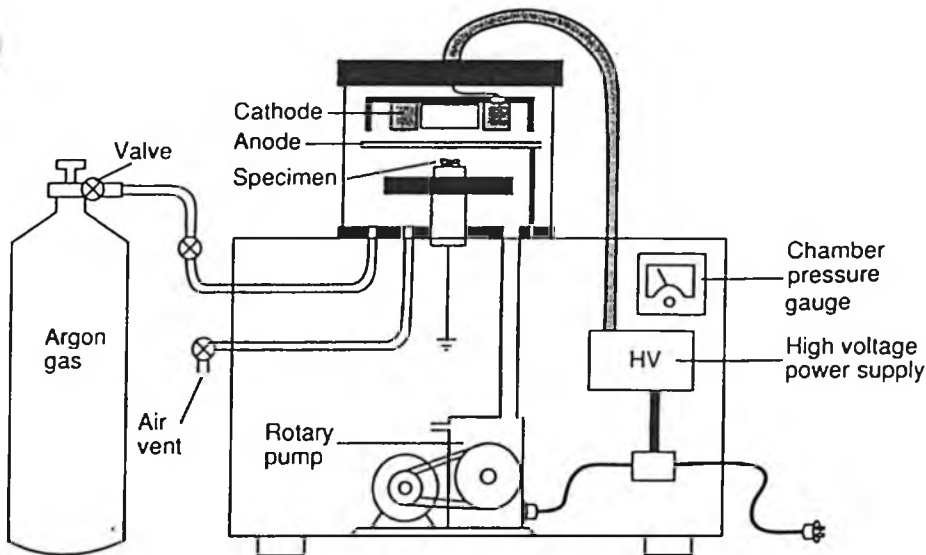 Cathode
Anode
Specimen
Valve
Argon
gas
Air
vent
Rotary
pump
HV
Chamber
pressure
gauge
High voltage
power supply